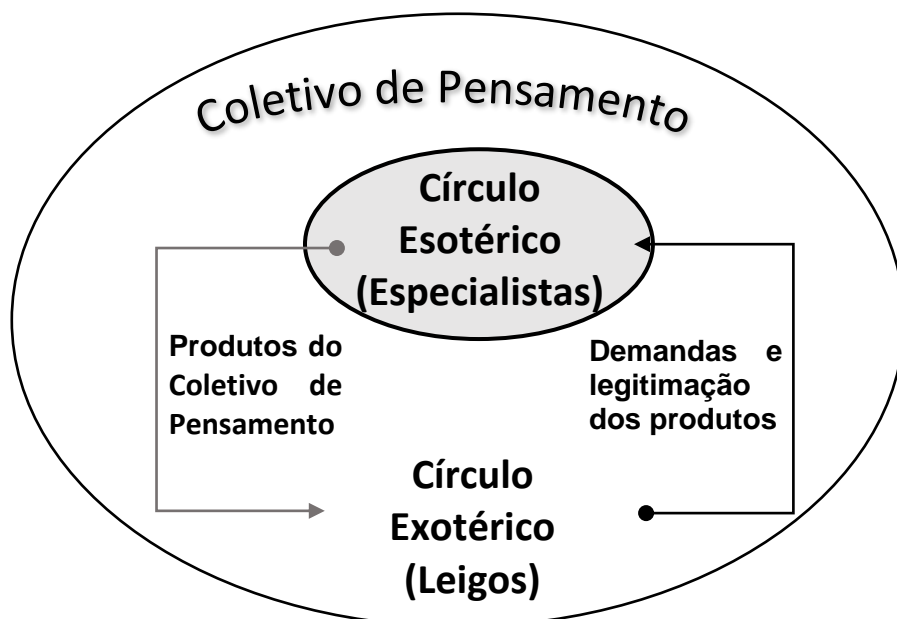 Coletivo de Pensamento
Círculo
Esotérico
(Especialistas)
Produtos do
Coletivo de
Pensamento
Demandas e
legitimação
dos produtos
Círculo
Exotérico
(Leigos)